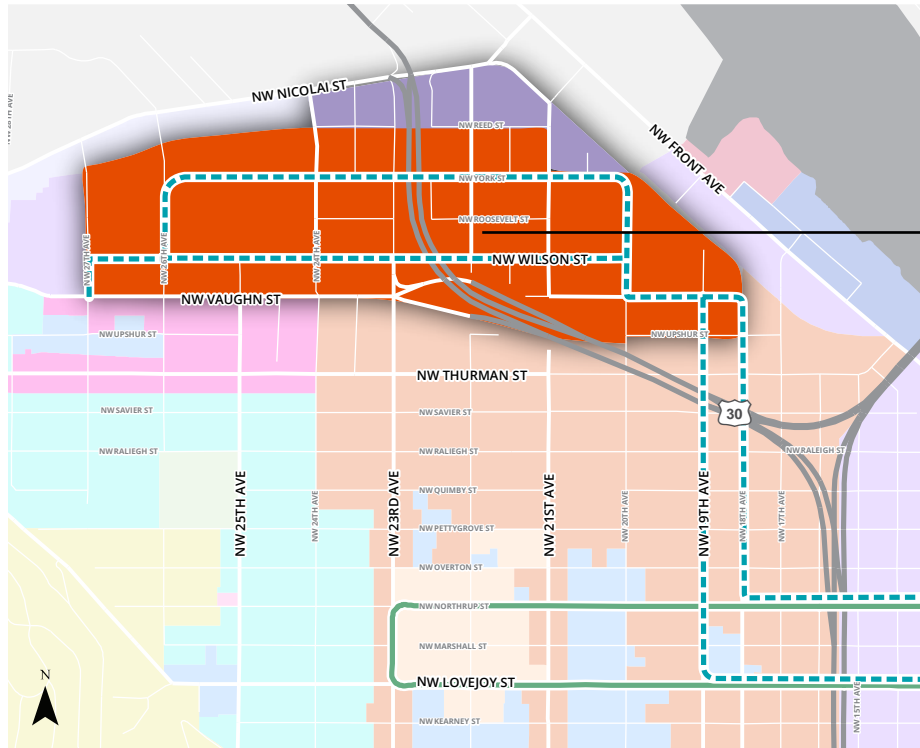 NW NICOLAI ST
NW 28TH AVE
NW REED ST
NW FRONT AVE
NW YORK ST
NW ROOSEVELT ST
NW 27TH AVE
NW 26TH AVE
NW 24TH AVE
NW WILSON ST
NW VAUGHN ST
NW UPSHUR ST
NW UPSHUR ST
NW THURMAN ST
NW SAVIER ST
NW SAVIER ST
30
NW RALIEGH ST
NW RALEIGH ST
NW RALEIGH ST
NW 25TH AVE
NW 24TH AVE
NW 23RD AVE
NW QUIMBY ST
NW 21ST AVE
NW 20TH AVE
NW 19TH AVE
NW 18TH AVE
NW 17TH AVE
NW PETTYGROVE ST
NW OVERTON ST
NW NORTHRUP ST
NW MARSHALL ST
N
NW LOVEJOY ST
NW 15TH AVE
NW KEARNEY ST